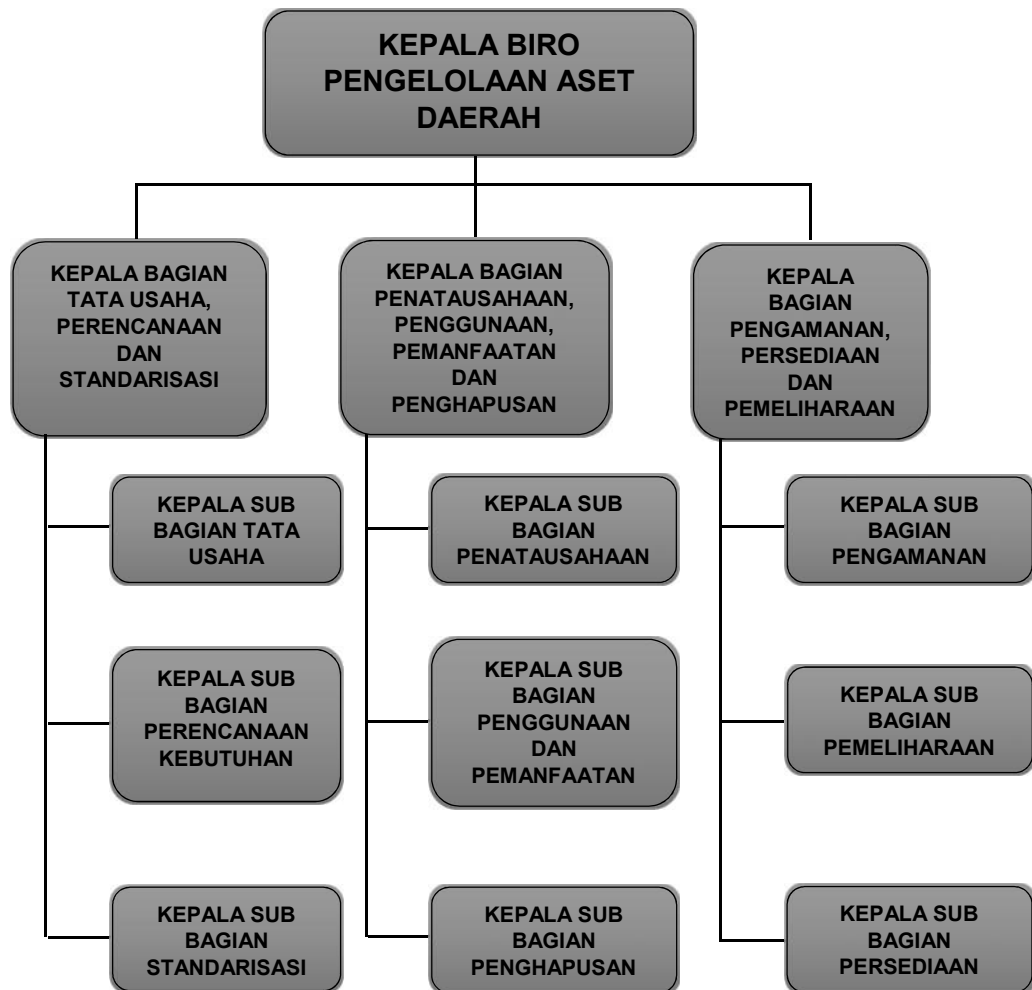 KEPALA BIRO
PENGELOLAAN ASET
DAERAH
KEPALA BAGIAN
TATA USAHA,
PERENCANAAN
DAN
STANDARISASI
KEPALA BAGIAN
PENATAUSAHAAN,
PENGGUNAAN,
PEMANFAATAN
DAN
PENGHAPUSAN
KEPALA
BAGIAN
PENGAMANAN,
PERSEDIAAN
DAN
PEMELIHARAAN
KEPALA SUB
BAGIAN TATA
USAHA
KEPALA SUB
BAGIAN
PENATAUSAHAAN
KEPALA SUB
BAGIAN
PENGAMANAN
KEPALA SUB
BAGIAN
PERENCANAAN
KEBUTUHAN
KEPALA SUB
BAGIAN
PENGGUNAAN
DAN
PEMANFAATAN
KEPALA SUB
BAGIAN
PEMELIHARAAN
KEPALA SUB
BAGIAN
STANDARISASI
KEPALA SUB
BAGIAN
PENGHAPUSAN
KEPALA SUB
BAGIAN
PERSEDIAAN